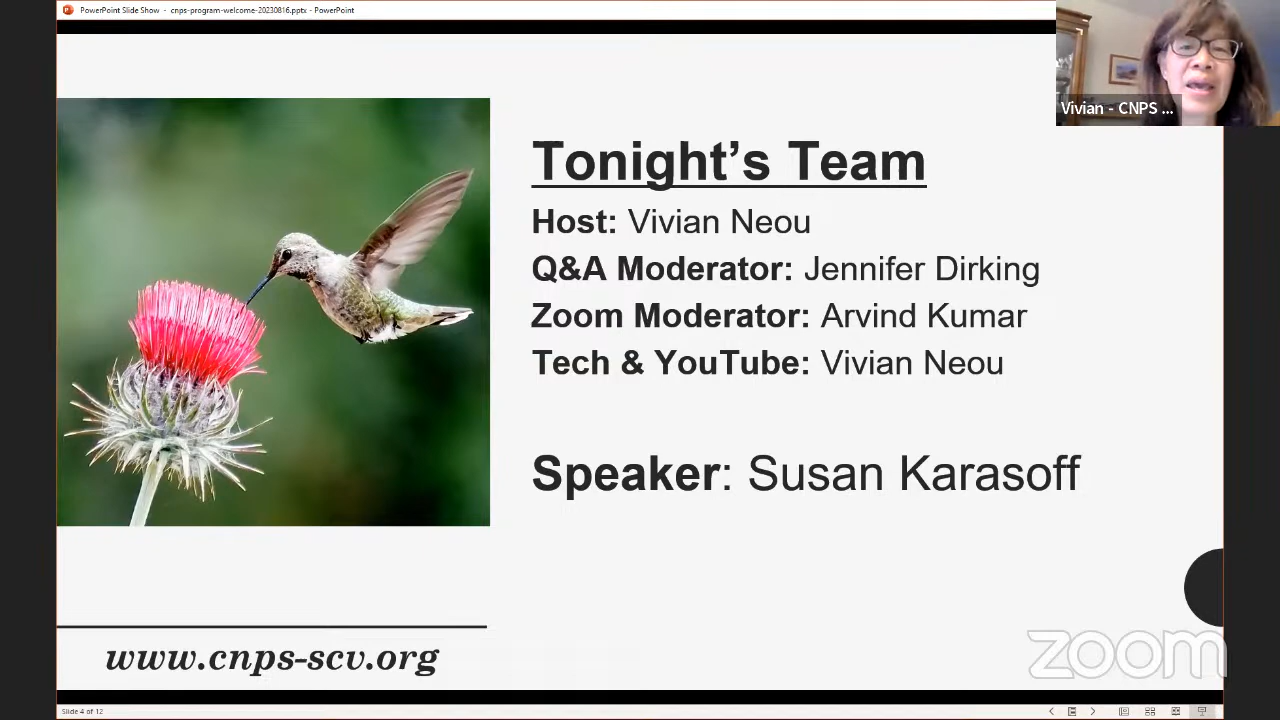 PowerPoint Slide Show - cnps-program-welcome-20230816.pptx - PowerPoint
Vivian - CNPS ...
Tonight’s Team
Host: Vivian Neou
Q&A Moderator: Jennifer Dirking
Zoom Moderator: Arvind Kumar
Tech & YouTube: Vivian Neou
Speaker: Susan Karasoff
www.cnps-scv.org
zoom
Slide 4 of 12